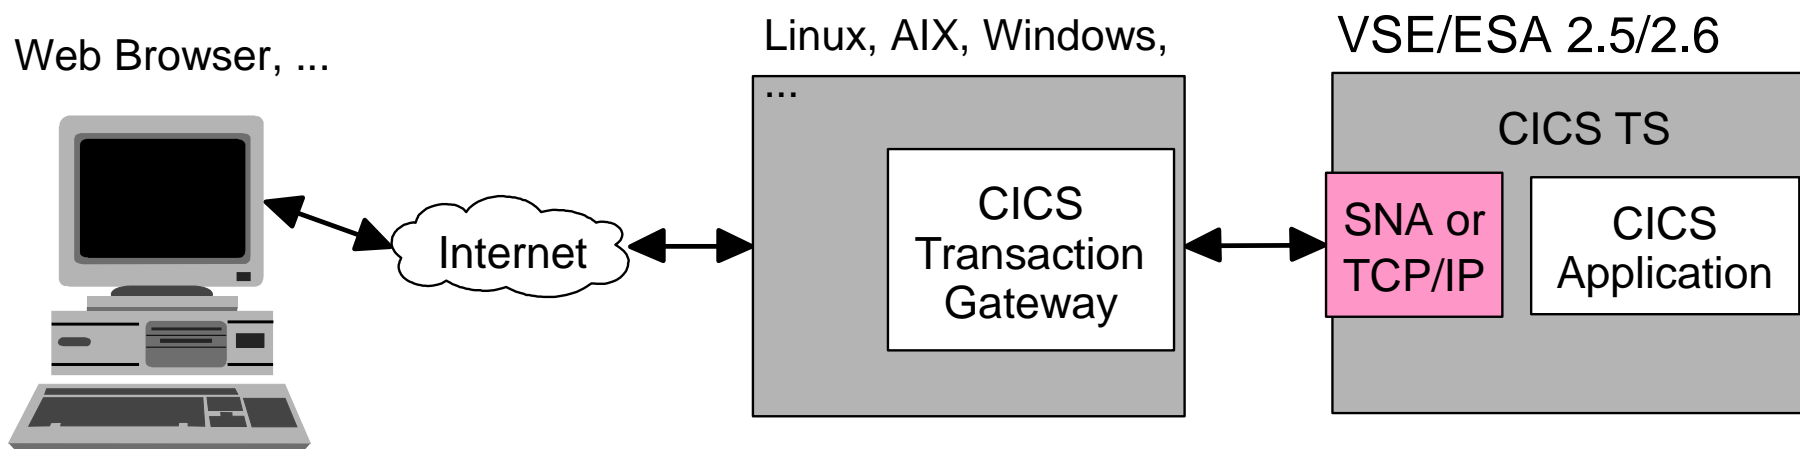 Web Browser, ...
Internet
Linux, AIX, Windows,
...
CICS
Transaction
Gateway
VSE/ESA 2.5/2.6
CICS TS
SNA or
TCP/IP
CICS
Application